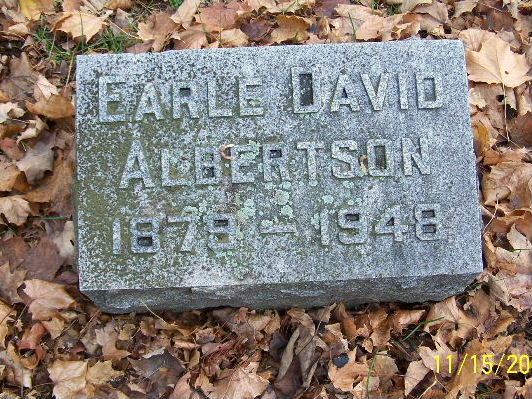 EARLE DAVID
ALBERTSON
1878 — 1948
11/15/20